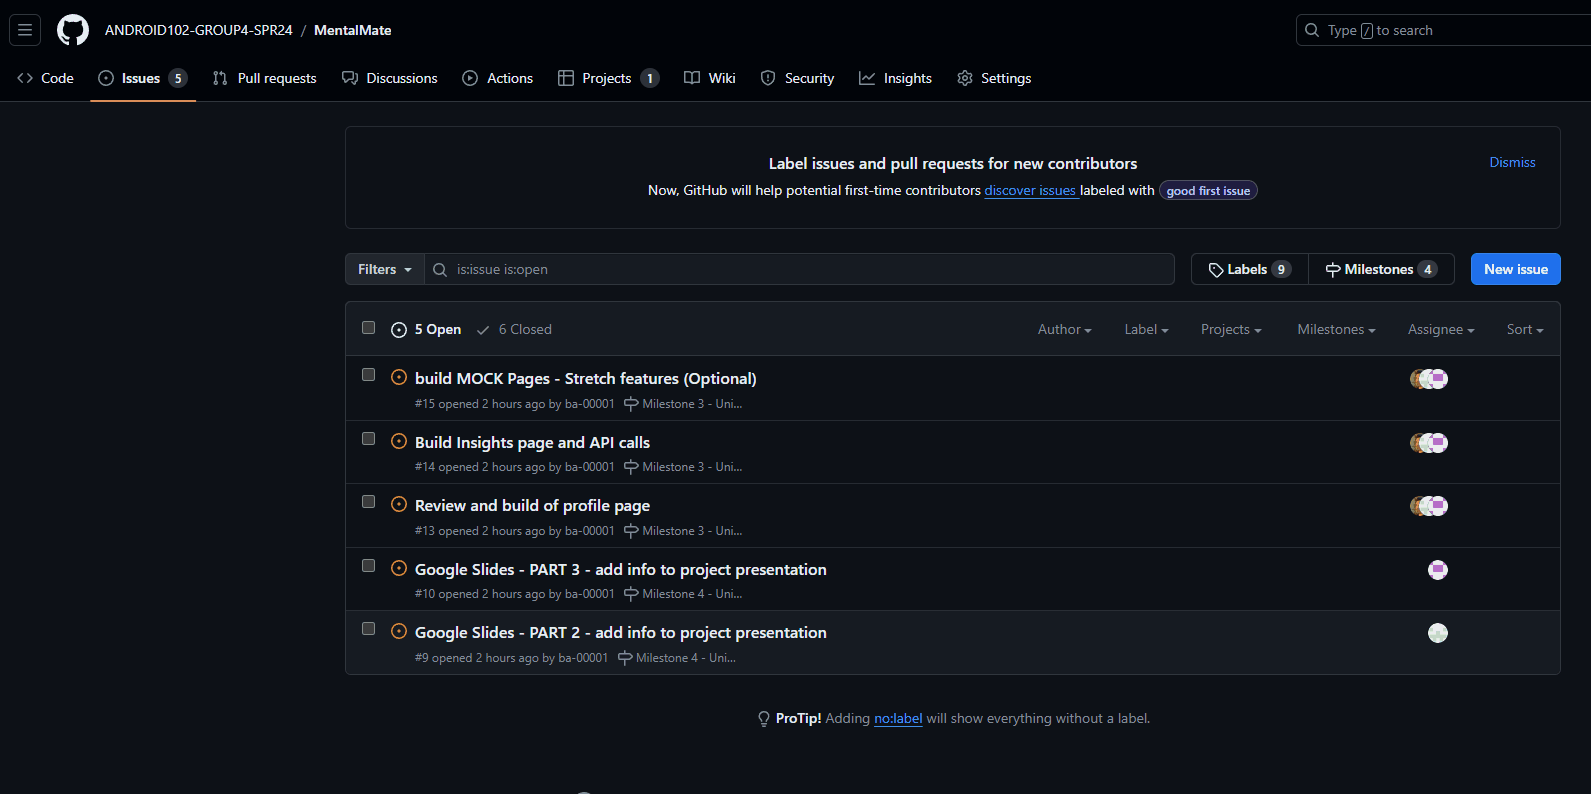 ANDROID102-GROUP4-SPR24 / MentalMate
Type / to search
Code Issues 5 Pull requests Discussions Actions Projects 1 Wiki Security Insights Settings
Label issues and pull requests for new contributors
Dismiss
Now, GitHub will help potential first-time contributors discover issues labeled with good first issue
Filters is:issue is:open Labels 9 Milestones 4 New issue
5 Open 6 Closed Author Label Projects Milestones Assignee Sort
build MOCK Pages - Stretch features (Optional)
#15 opened 2 hours ago by ba-00001 Milestone 3 - Uni...
Build Insights page and API calls
#14 opened 2 hours ago by ba-00001 Milestone 3 - Uni...
Review and build of profile page
#13 opened 2 hours ago by ba-00001 Milestone 3 - Uni...
Google Slides - PART 3 - add info to project presentation
#10 opened 2 hours ago by ba-00001 Milestone 4 - Uni...
Google Slides - PART 2 - add info to project presentation
#9 opened 2 hours ago by ba-00001 Milestone 4 - Uni...
ProTip! Adding no:label will show everything without a label.